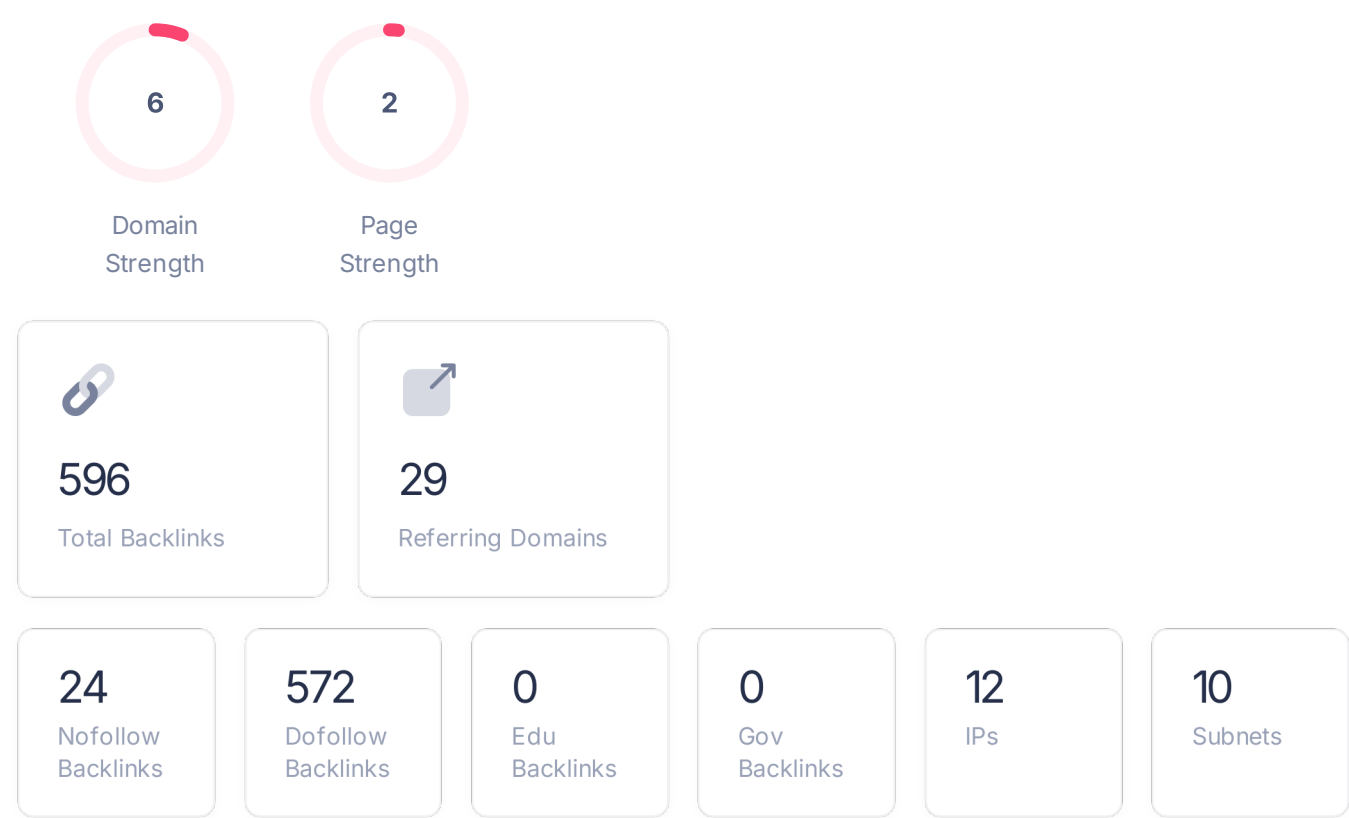 6
2
Domain
Strength
Page
Strength
596
Total Backlinks
29
Referring Domains
24
Nofollow
Backlinks
572
Dofollow
Backlinks
0
Edu
Backlinks
0
Gov
Backlinks
12
IPs
10
Subnets